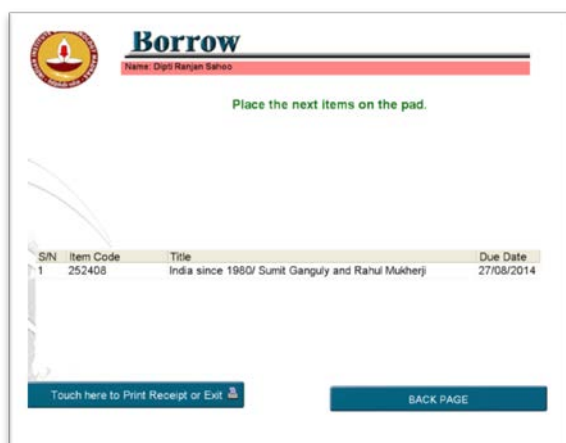 Borrow
Name: Dipti Ranjan Sahoo
Place the next items on the pad.
S/N Item Code Title Due Date
1 252408 India since 1980/ Sumit Ganguly and Rahul Mukherji 27/08/2014
Touch here to Print Receipt or Exit
BACK PAGE